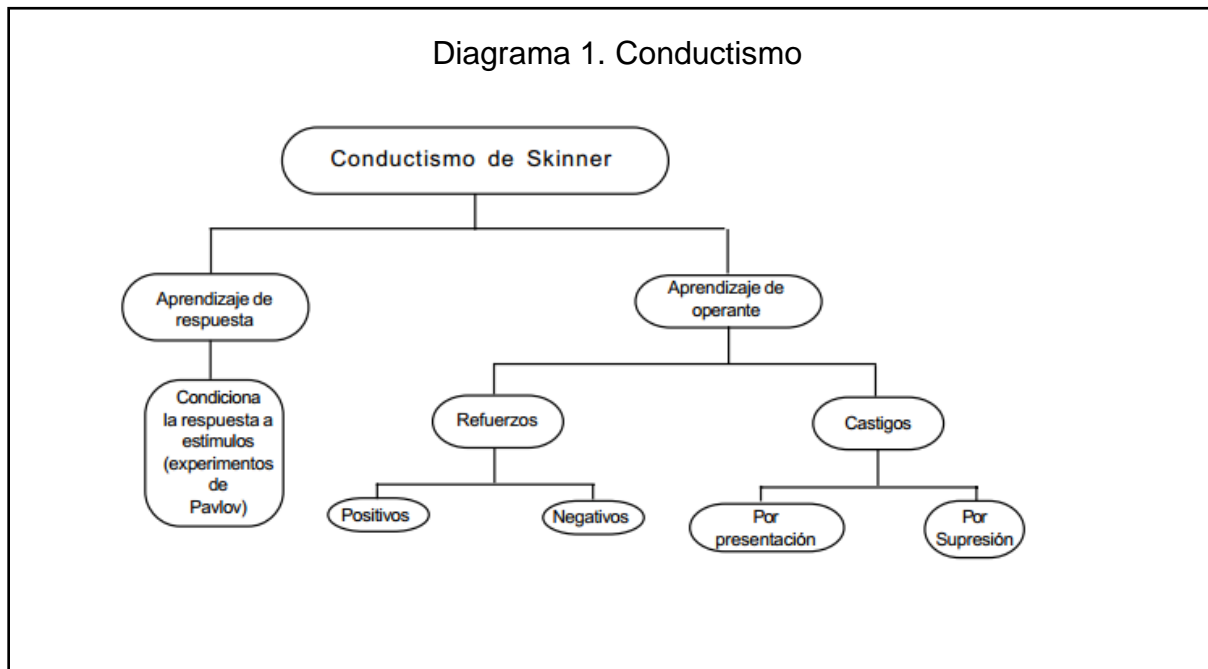 Diagrama 1. Conductismo
Conductismo de Skinner
Aprendizaje de
respuesta
Aprendizaje de
operante
Condiciona
la respuesta a
estímulos
(experimentos
de
Pavlov)
Refuerzos
Castigos
Positivos
Negativos
Por
presentación
Por
Supresión